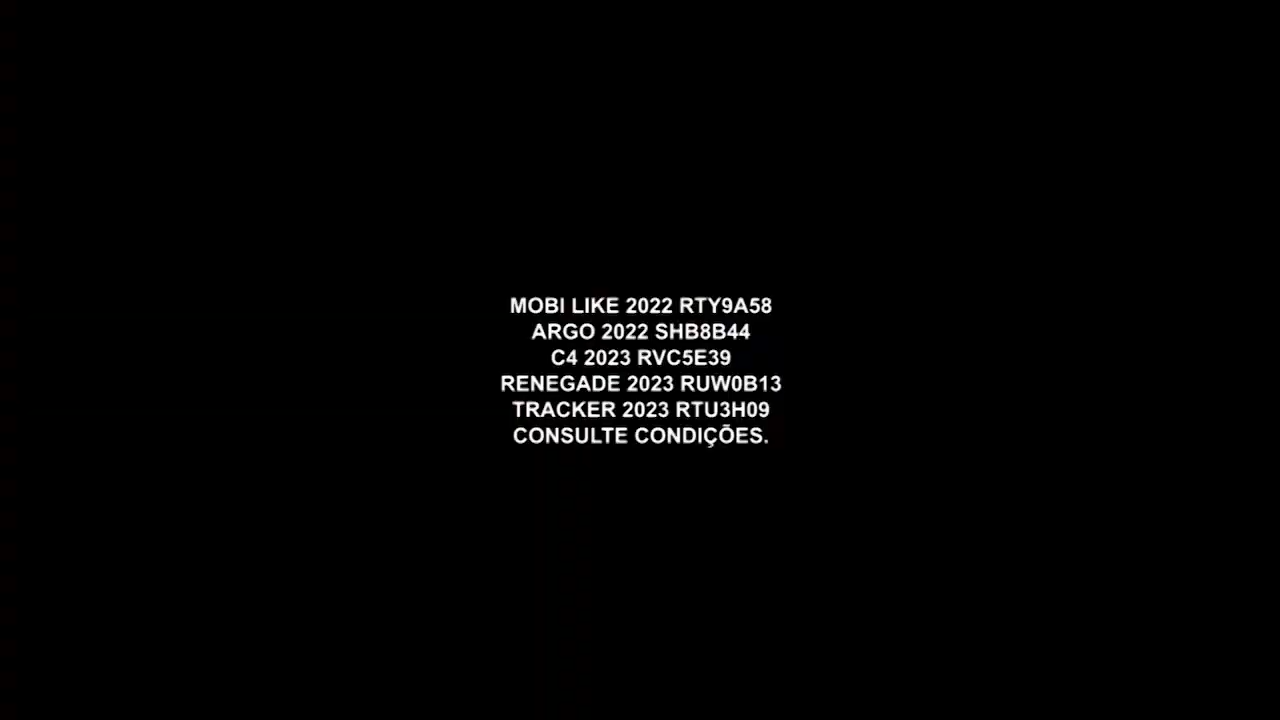 MOBI LIKE 2022 RTY9A58
ARGO 2022 SHB8B44
C4 2023 RVC5E39
RENEGADE 2023 RUW0B13
TRACKER 2023 RTU3H09
CONSULTE CONDIÇÕES.